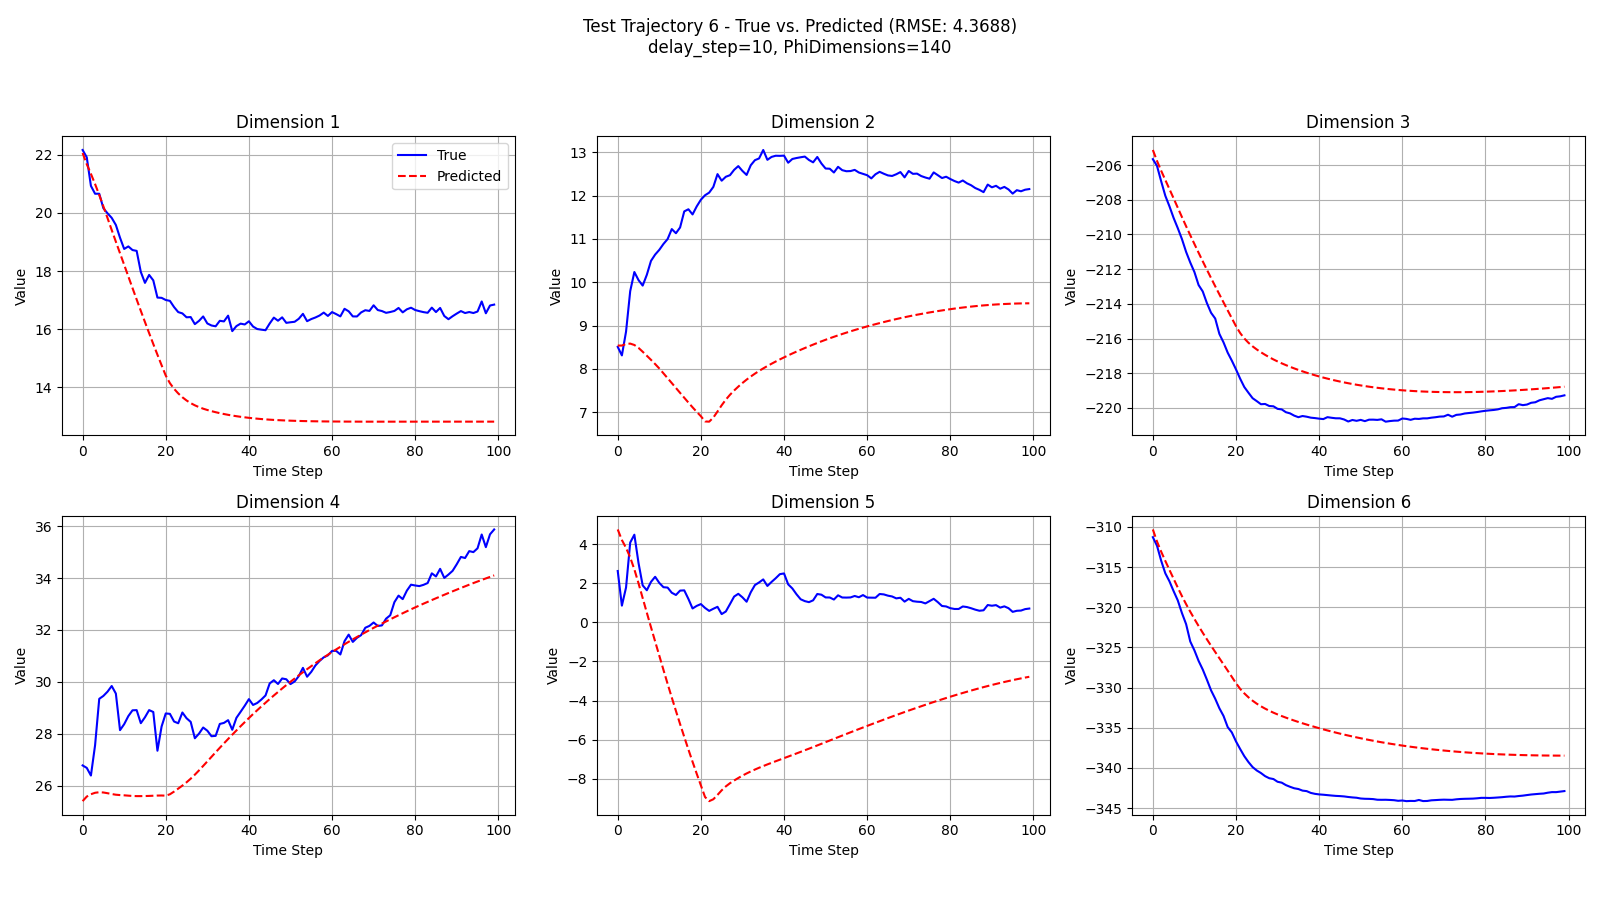 Test Trajectory 6 - True vs. Predicted (RMSE: 4.3688)
delay_step=10, PhiDimensions=140
Dimension 1
Value
22
20
18
16
14
0 20 40 60 80 100
Time Step
True
Predicted
Dimension 2
Value
13
12
11
10
9
8
7
0 20 40 60 80 100
Time Step
Dimension 3
Value
−206
−208
−210
−212
−214
−216
−218
−220
0 20 40 60 80 100
Time Step
Dimension 4
Value
36
34
32
30
28
26
0 20 40 60 80 100
Time Step
Dimension 5
Value
4
2
0
−2
−4
−6
−8
0 20 40 60 80 100
Time Step
Dimension 6
Value
−310
−315
−320
−325
−330
−335
−340
−345
0 20 40 60 80 100
Time Step